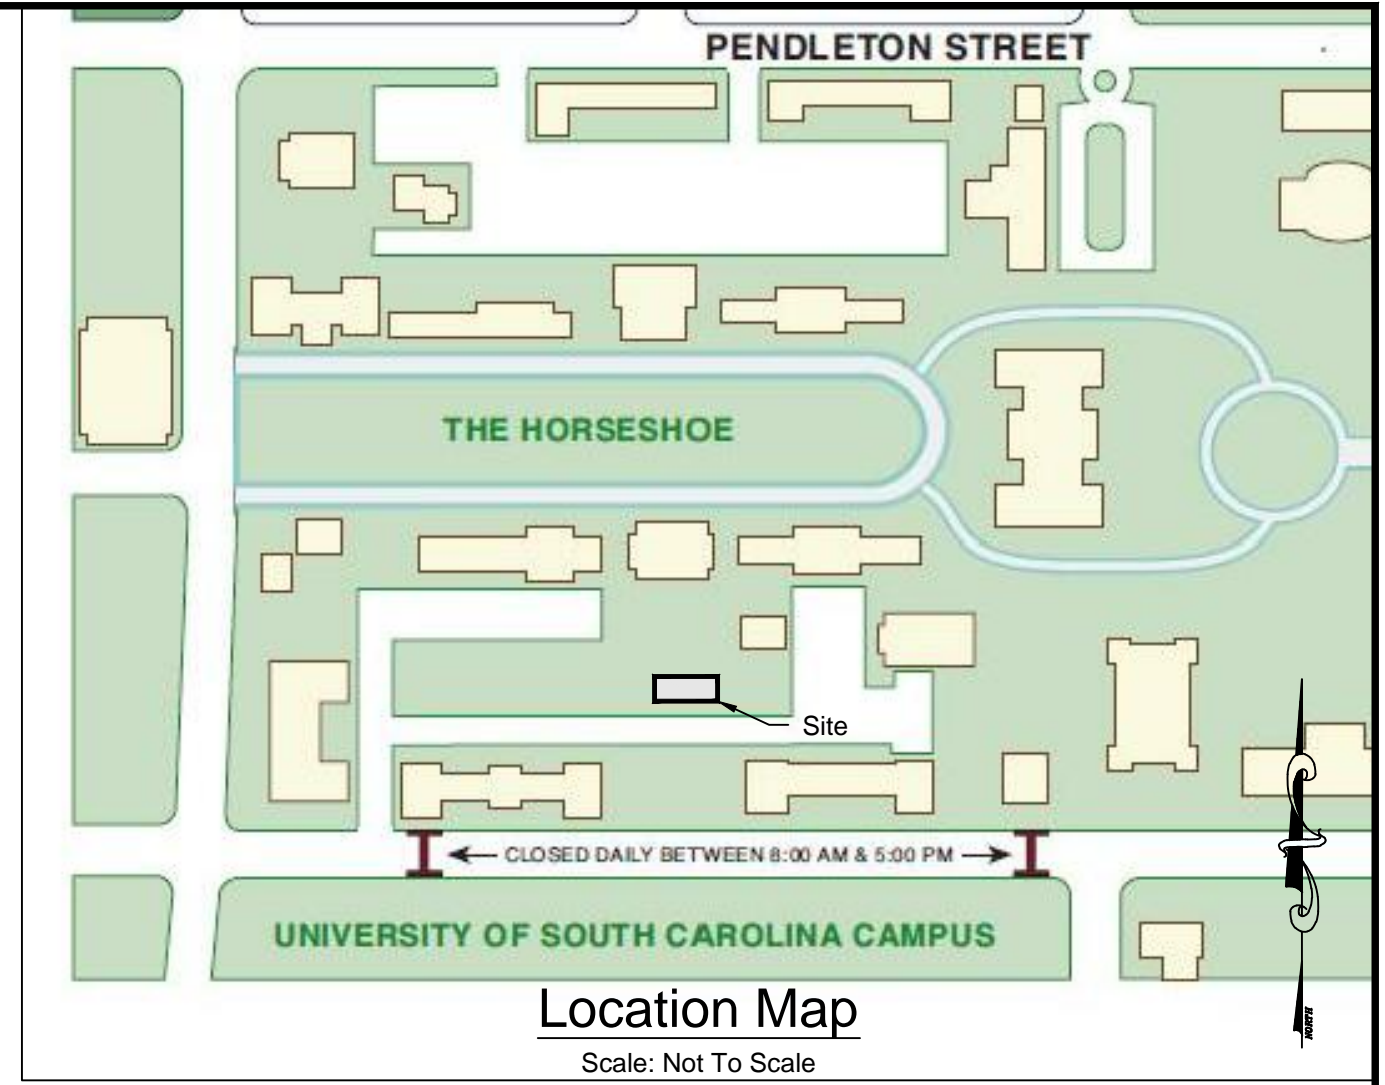 PENDLETON STREET
THE HORSESHOE
Site
CLOSED DAILY BETWEEN 8:00 AM & 5:00 PM
UNIVERSITY OF SOUTH CAROLINA CAMPUS
Location Map
Scale: Not To Scale
NORTH